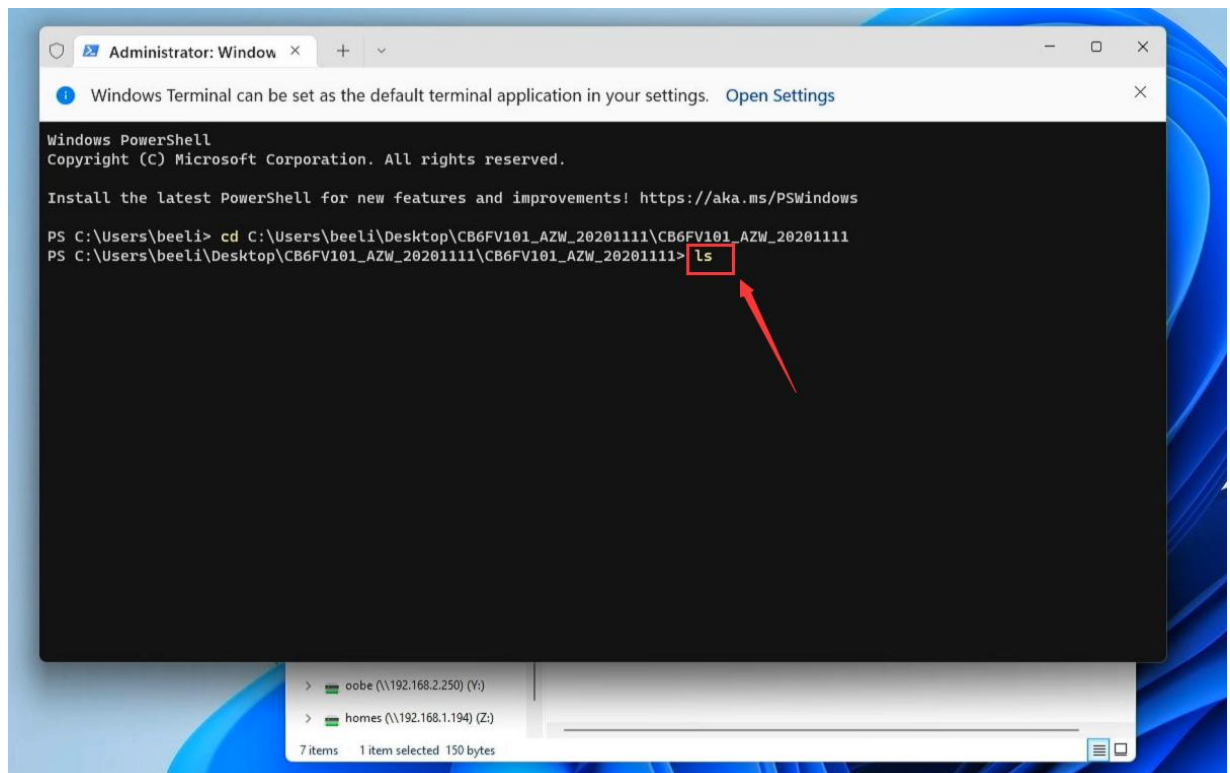 Administrator: Window
Windows Terminal can be set as the default terminal application in your settings. Open Settings
Windows PowerShell
Copyright (C) Microsoft Corporation. All rights reserved.
Install the latest PowerShell for new features and improvements! https://aka.ms/PSWindows
PS C:\Users\beeli> cd C:\Users\beeli\Desktop\CB6FV101_AZW_20201111\CB6FV101_AZW_20201111
PS C:\Users\beeli\Desktop\CB6FV101_AZW_20201111\CB6FV101_AZW_20201111> ls
oobe (\\192.168.2.250) (Y:)
homes (\\192.168.1.194) (Z:)
7 items 1 item selected 150 bytes